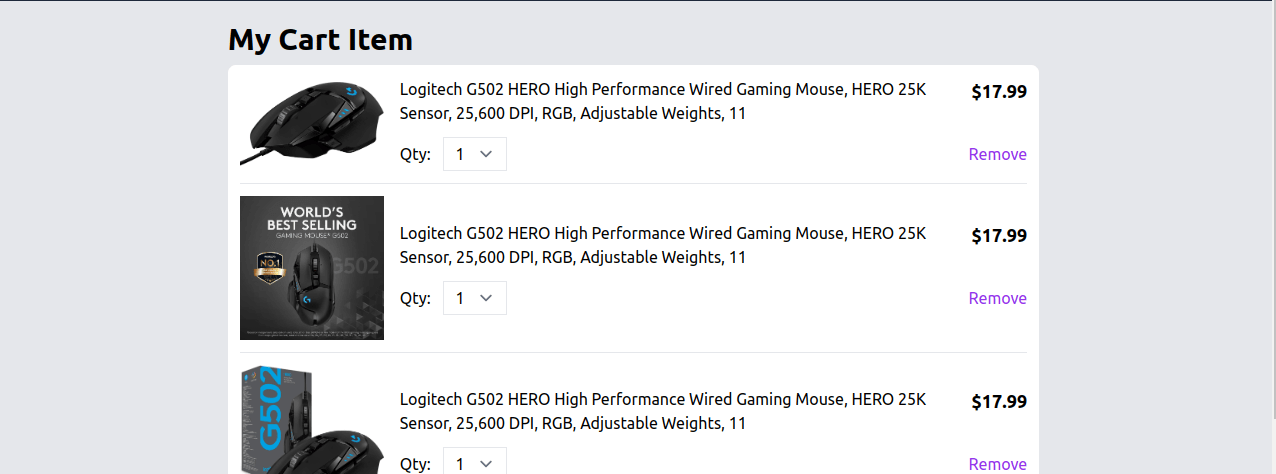 My Cart Item
Logitech G502 HERO High Performance Wired Gaming Mouse, HERO 25K
Sensor, 25,600 DPI, RGB, Adjustable Weights, 11
$17.99
Qty: 1
Remove
WORLD'S
BEST SELLING
GAMING MOUSE* G502
NO.1
G502
Logitech G502 HERO High Performance Wired Gaming Mouse, HERO 25K
Sensor, 25,600 DPI, RGB, Adjustable Weights, 11
$17.99
Qty: 1
Remove
G502
Logitech G502 HERO High Performance Wired Gaming Mouse, HERO 25K
Sensor, 25,600 DPI, RGB, Adjustable Weights, 11
$17.99
Qty: 1
Remove